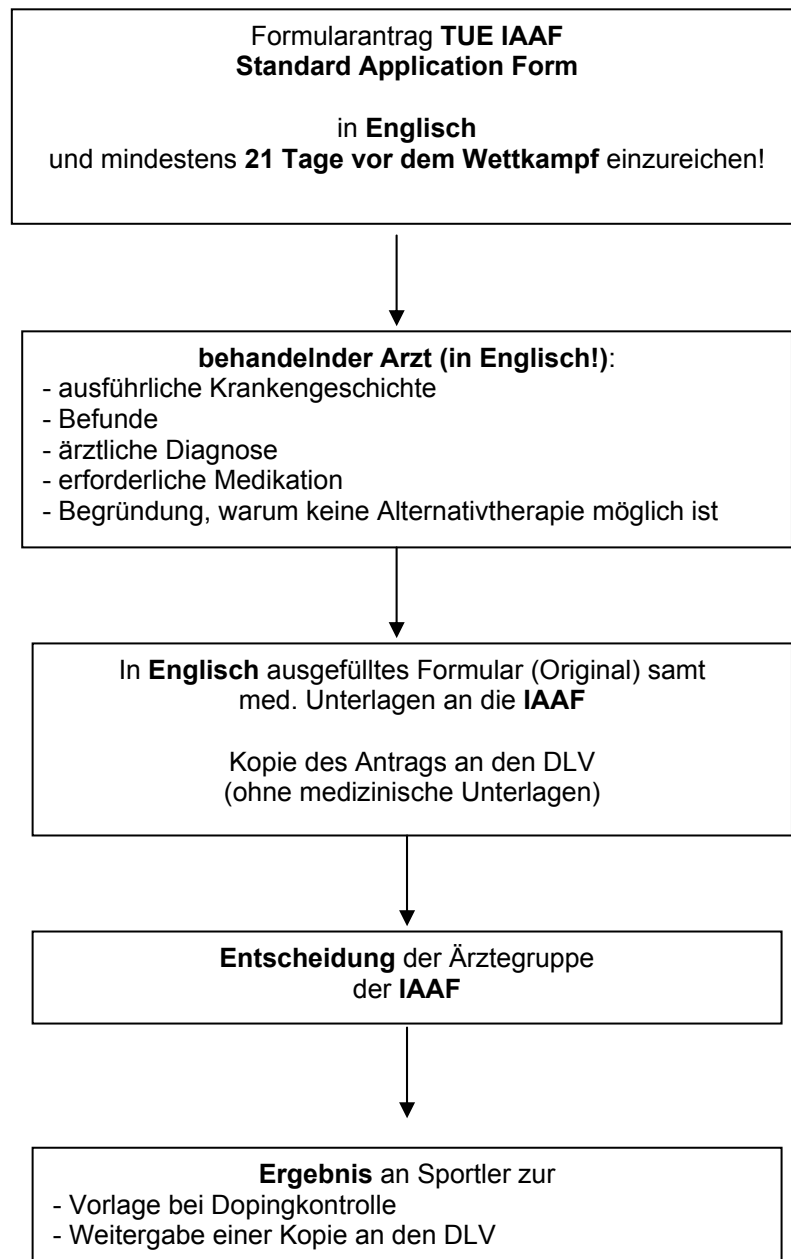 Formularantrag TUE IAAF
Standard Application Form
in Englisch
und mindestens 21 Tage vor dem Wettkampf einzureichen!
behandelnder Arzt (in Englisch!):
- ausführliche Krankengeschichte
- Befunde
- ärztliche Diagnose
- erforderliche Medikation
- Begründung, warum keine Alternativtherapie möglich ist
In Englisch ausgefülltes Formular (Original) samt
med. Unterlagen an die IAAF
Kopie des Antrags an den DLV
(ohne medizinische Unterlagen)
Entscheidung der Ärztegruppe
der IAAF
Ergebnis an Sportler zur
- Vorlage bei Dopingkontrolle
- Weitergabe einer Kopie an den DLV